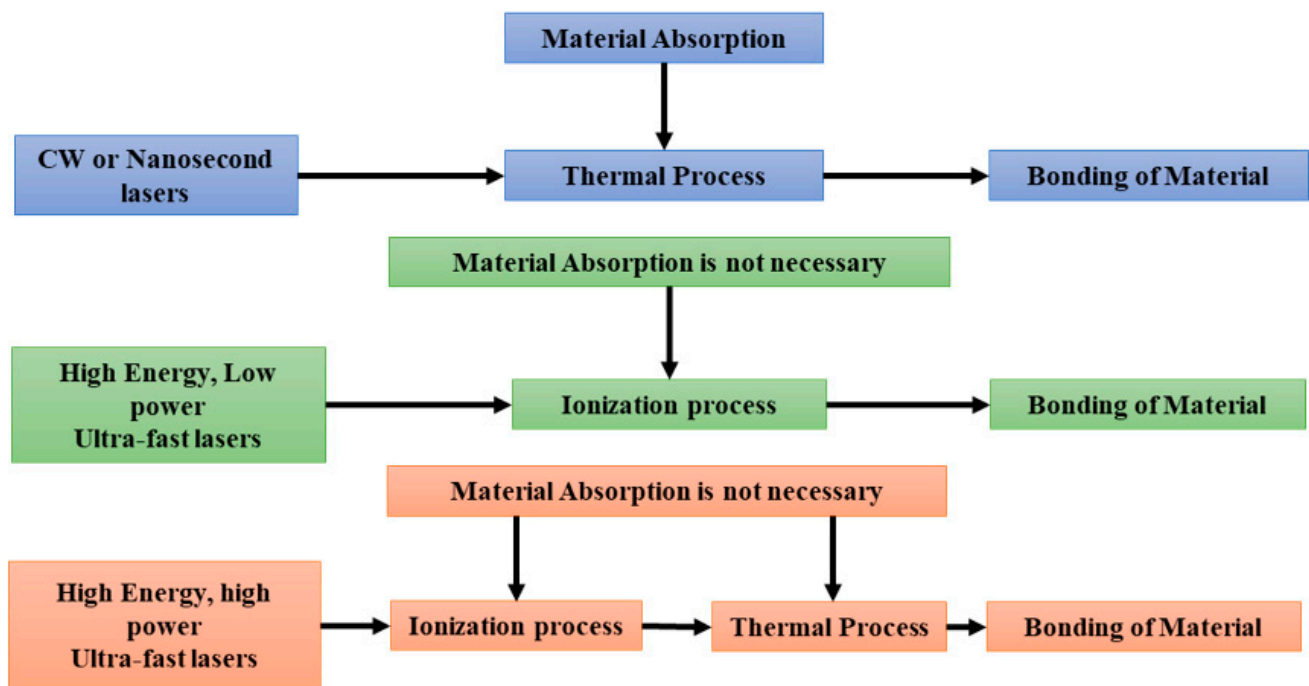 Material Absorption
CW or Nanosecond
lasers
Thermal Process
Bonding of Material
Material Absorption is not necessary
High Energy, Low
power
Ultra-fast lasers
Ionization process
Bonding of Material
Material Absorption is not necessary
High Energy, high
power
Ultra-fast lasers
Ionization process
Thermal Process
Bonding of Material